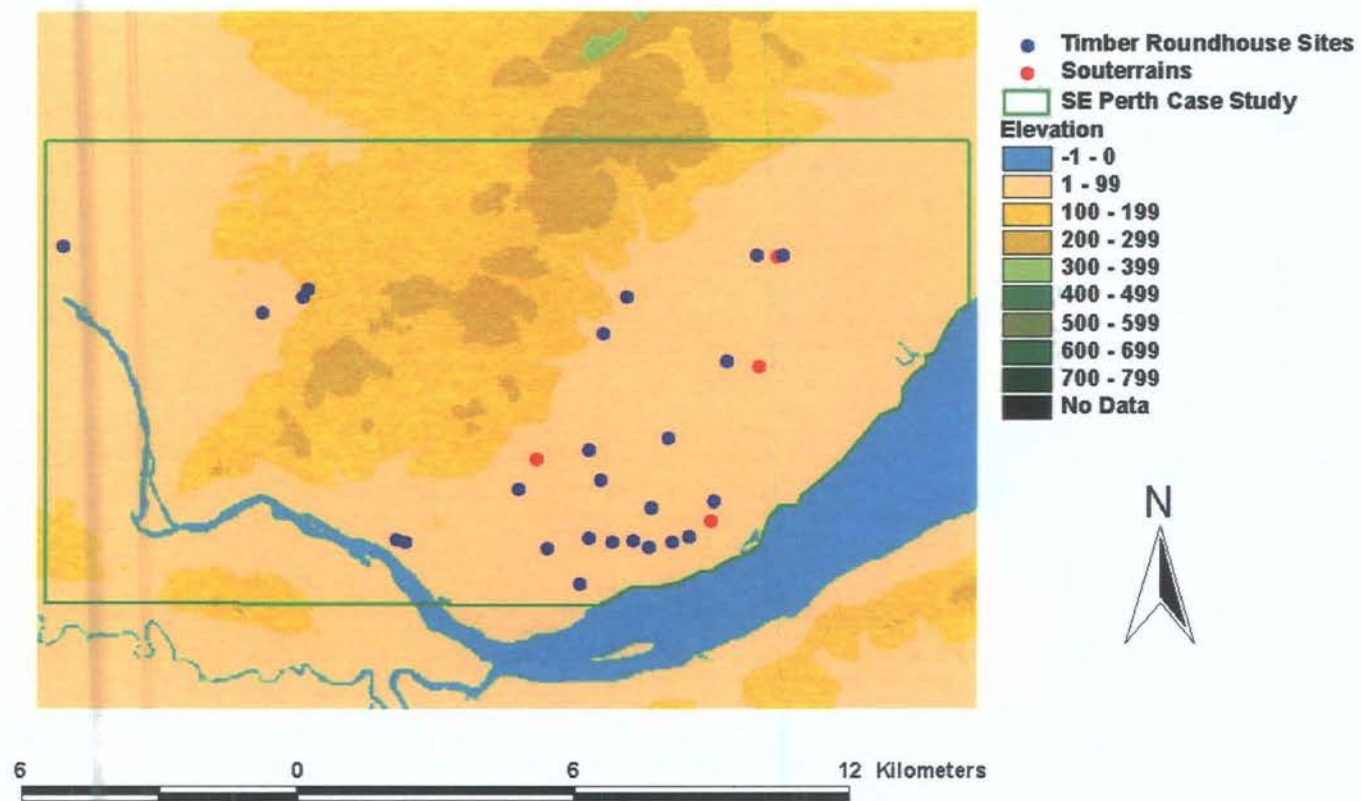 Timber Roundhouse Sites
Souterrains
SE Perth Case Study
Elevation
-1 - 0
1 - 99
100 - 199
200 - 299
300 - 399
400 - 499
500 - 599
600 - 699
700 - 799
No Data
N
6 0 6 12 Kilometers